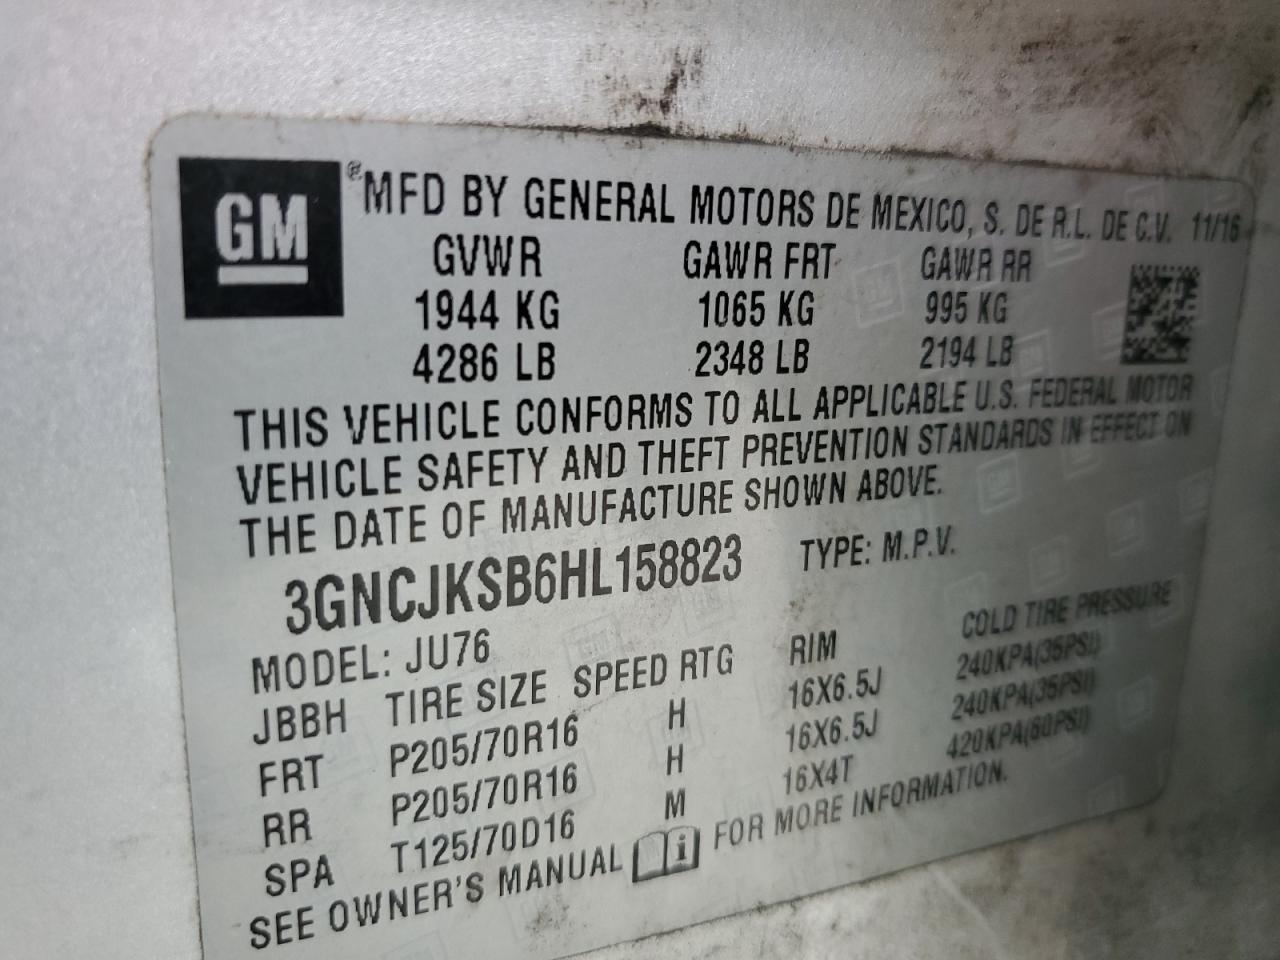 GM ® MFD BY GENERAL MOTORS DE MEXICO, S. DE R.L. DE C.V. 11/16
GVWR GAWR FRT GAWR RR
1944 KG 1065 KG 995 KG
4286 LB 2348 LB 2194 LB
THIS VEHICLE CONFORMS TO ALL APPLICABLE U.S. FEDERAL MOTOR
VEHICLE SAFETY AND THEFT PREVENTION STANDARDS IN EFFECT ON
THE DATE OF MANUFACTURE SHOWN ABOVE.
3GNCJKSB6HL158823 TYPE: M.P.V.
MODEL: JU76
JBBH TIRE SIZE SPEED RTG RIM COLD TIRE PRESSURE
FRT P205/70R16 H 16X6.5J 240KPA(35PSI)
RR P205/70R16 H 16X6.5J 240KPA(35PSI)
SPA T125/70D16 M 16X4T 420KPA(60PSI)
SEE OWNER'S MANUAL i FOR MORE INFORMATION.